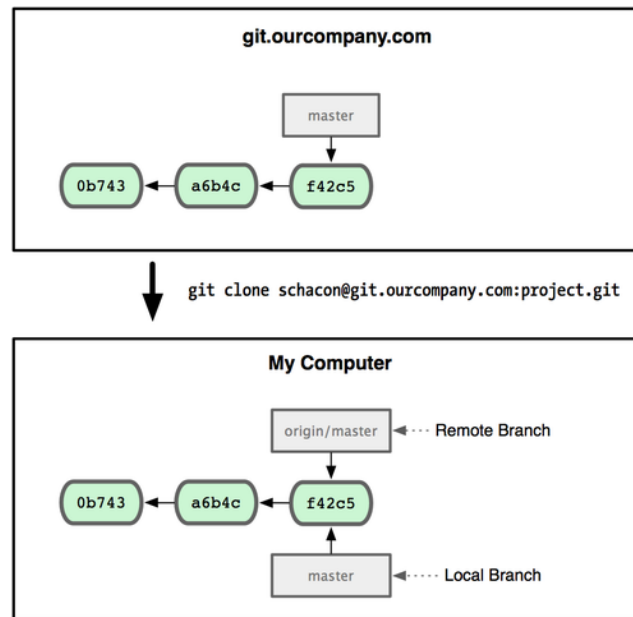 git.ourcompany.com
master
0b743 a6b4c f42c5
git clone schacon@git.ourcompany.com:project.git
My Computer
origin/master Remote Branch
0b743 a6b4c f42c5
master Local Branch